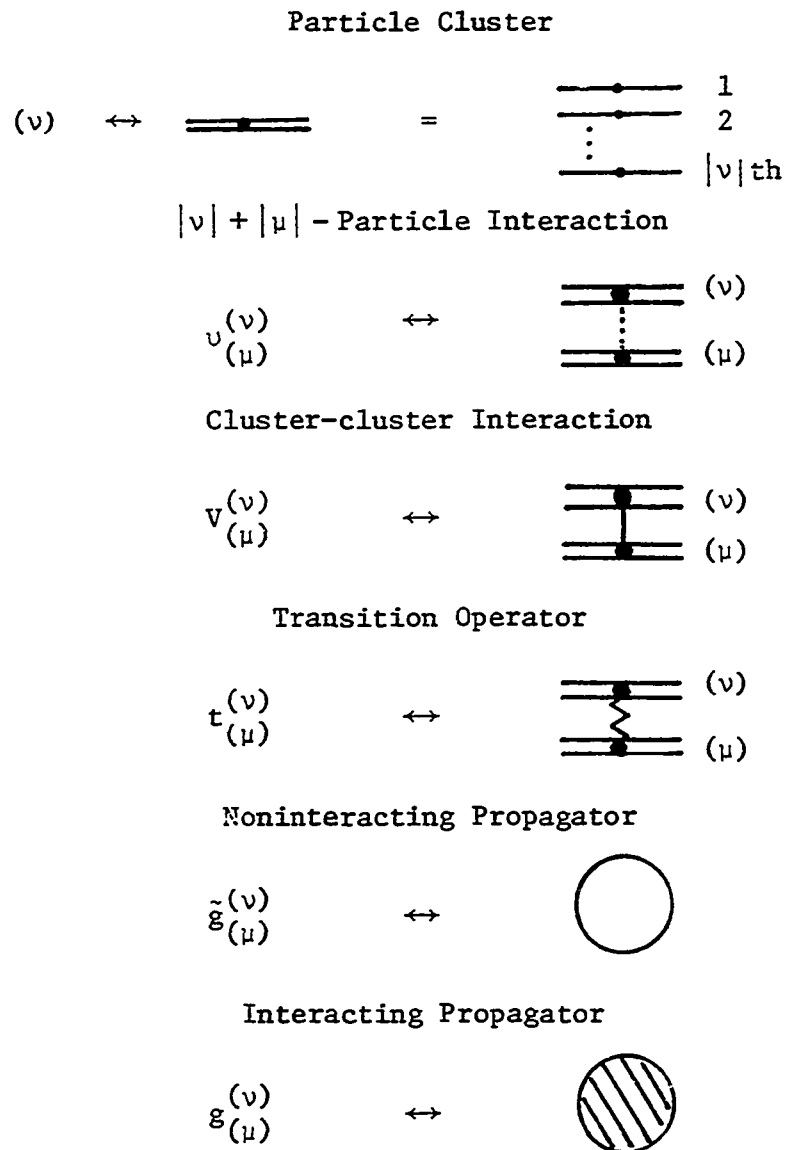 Particle Cluster
1
(ν) ↔ = 2
|ν|th
|ν| + |μ| – Particle Interaction
υ(ν)(μ) ↔ (ν) (μ)
Cluster-cluster Interaction
V(ν)(μ) ↔ (ν) (μ)
Transition Operator
t(ν)(μ) ↔ (ν) (μ)
Noninteracting Propagator
g̃(ν)(μ) ↔
Interacting Propagator
g(ν)(μ) ↔